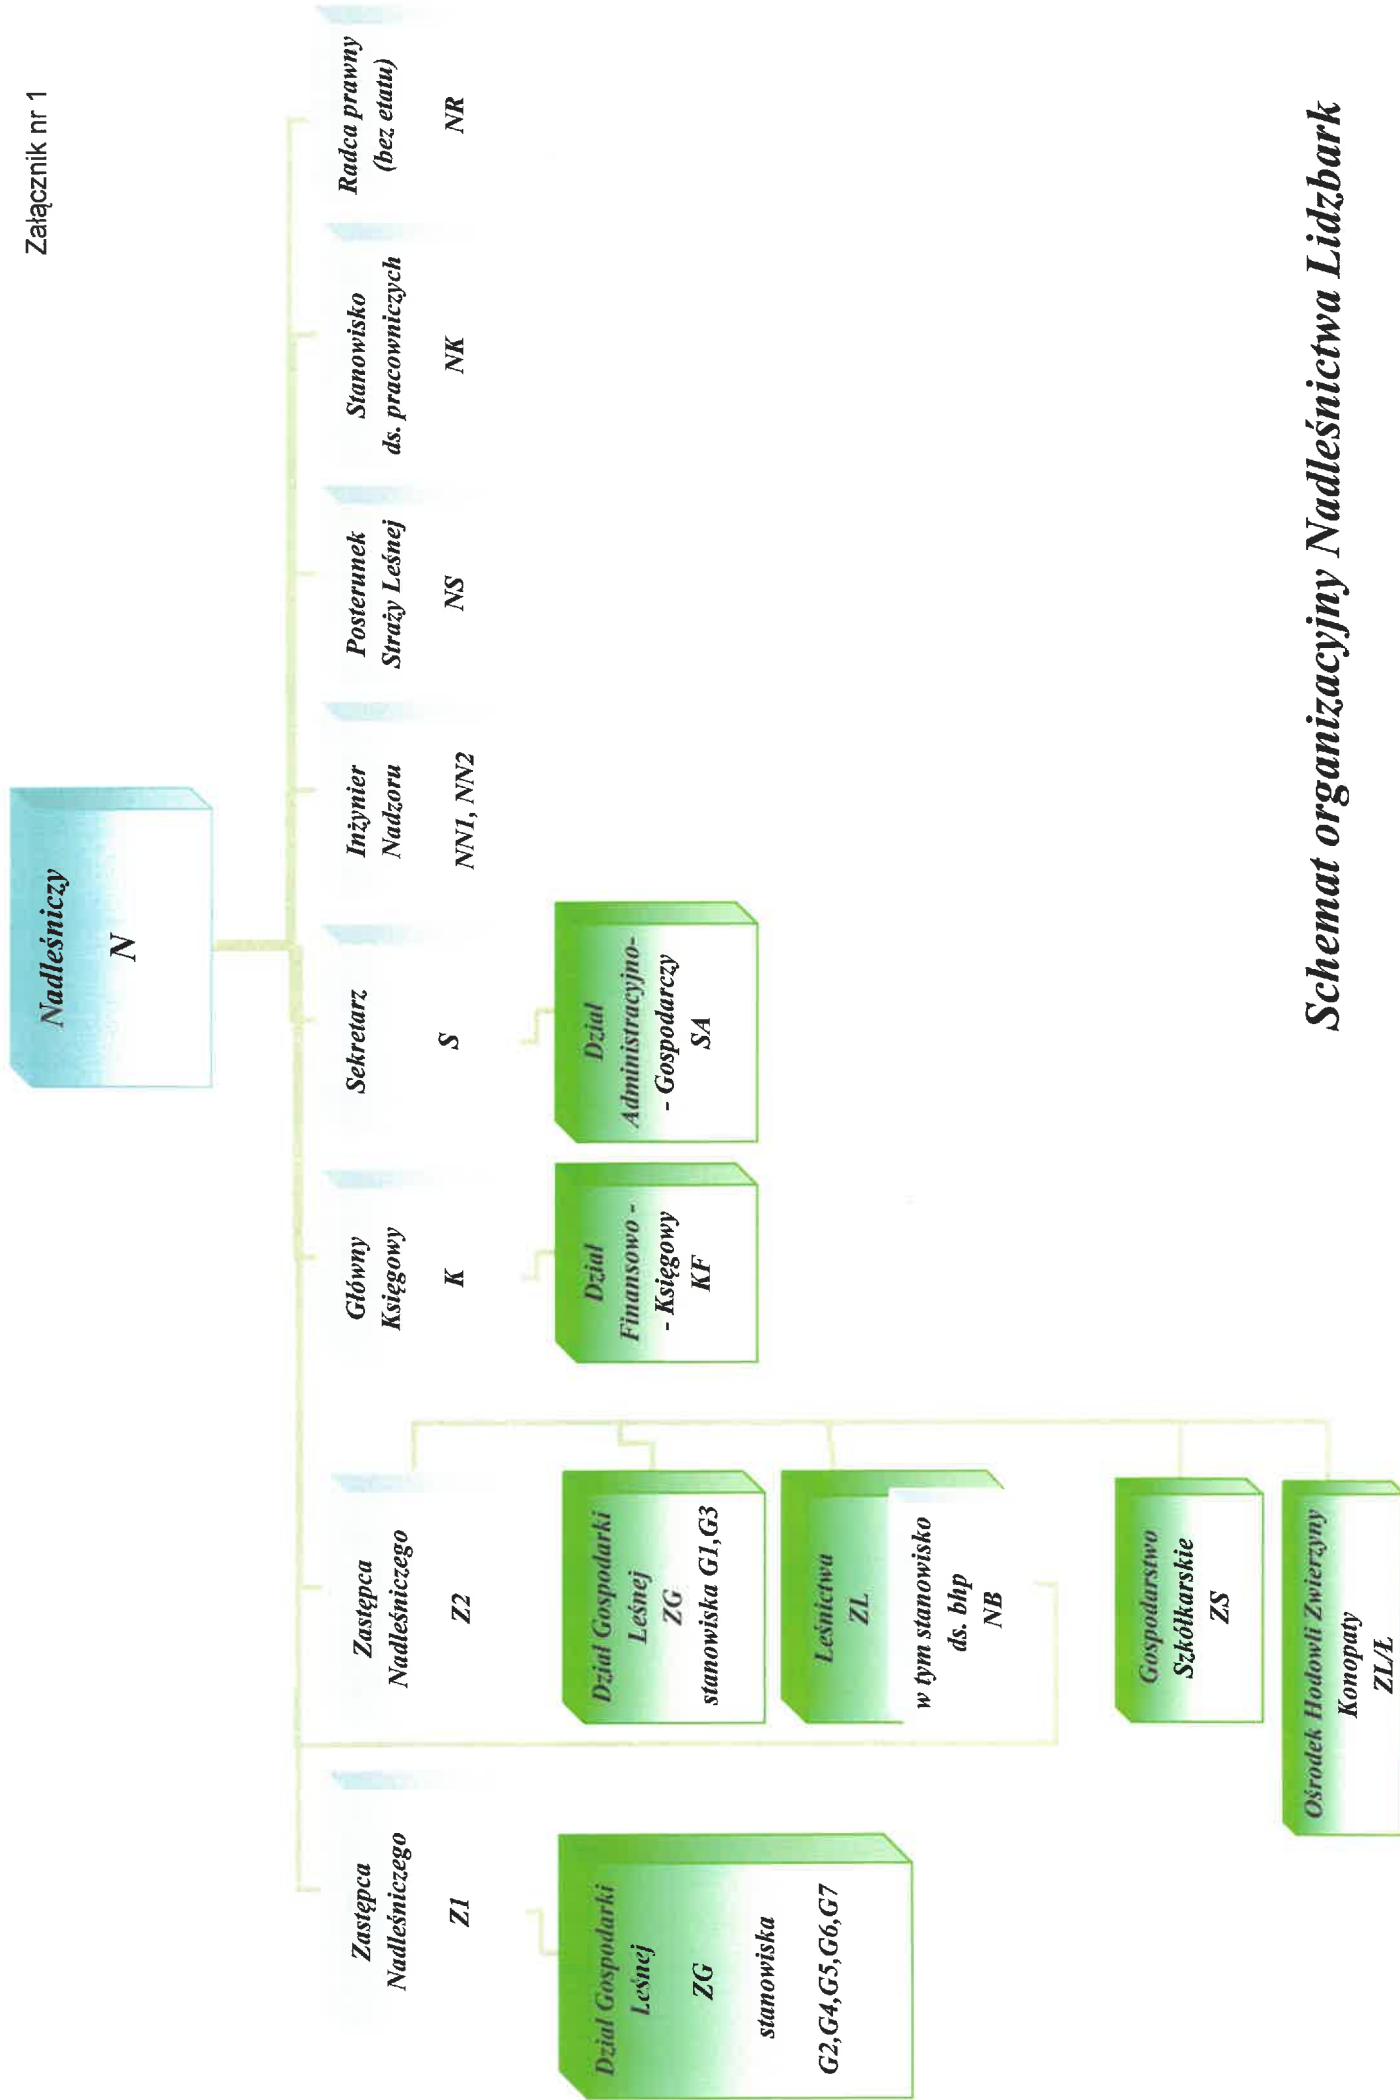 Załącznik nr 1
Nadleśniczy
N
Zastępca
Nadleśniczego
Z1
Zastępca
Nadleśniczego
Z2
Główny
Księgowy
K
Sekretarz
S
Inżynier
Nadzoru
NN1, NN2
Posterunek
Straży Leśnej
NS
Stanowisko
ds. pracowniczych
NK
Radca prawny
(bez etatu)
NR
Dział Gospodarki
Leśnej
ZG
stanowiska
G2,G4,G5,G6,G7
Dział Gospodarki
Leśnej
ZG
stanowiska G1,G3
Leśnictwa
ZL
w tym stanowisko
ds. bhp
NB
Gospodarstwo
Szkółkarskie
ZS
Ośrodek Hodowli Zwierzyny
Konopaty
ZL/Ł
Dział
Finansowo -
- Księgowy
KF
Dział
Administracyjno-
- Gospodarczy
SA
Schemat organizacyjny Nadleśnictwa Lidzbark